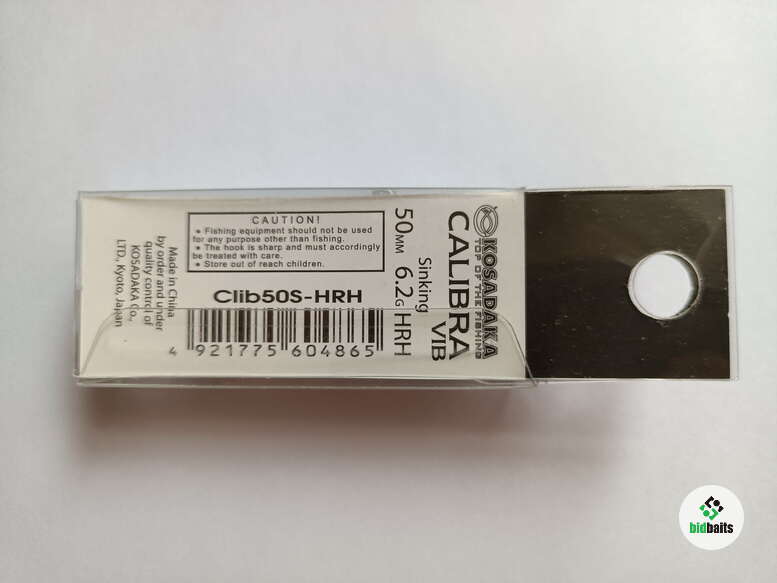 KOSADAKA
TOP OF THE FISHING
CALIBRA
VIB
Sinking
50MM 6.2G HRH
CAUTION!
• Fishing equipment should not be used
for any purpose other than fishing.
• The hook is sharp and must accordingly
be treated with care.
• Store out of reach children.
Clib50S-HRH
4 921775 604865
Made in China
by order and under
quality control of
KOSADAKA Co.,
LTD., Kyoto, Japan
bidbaits